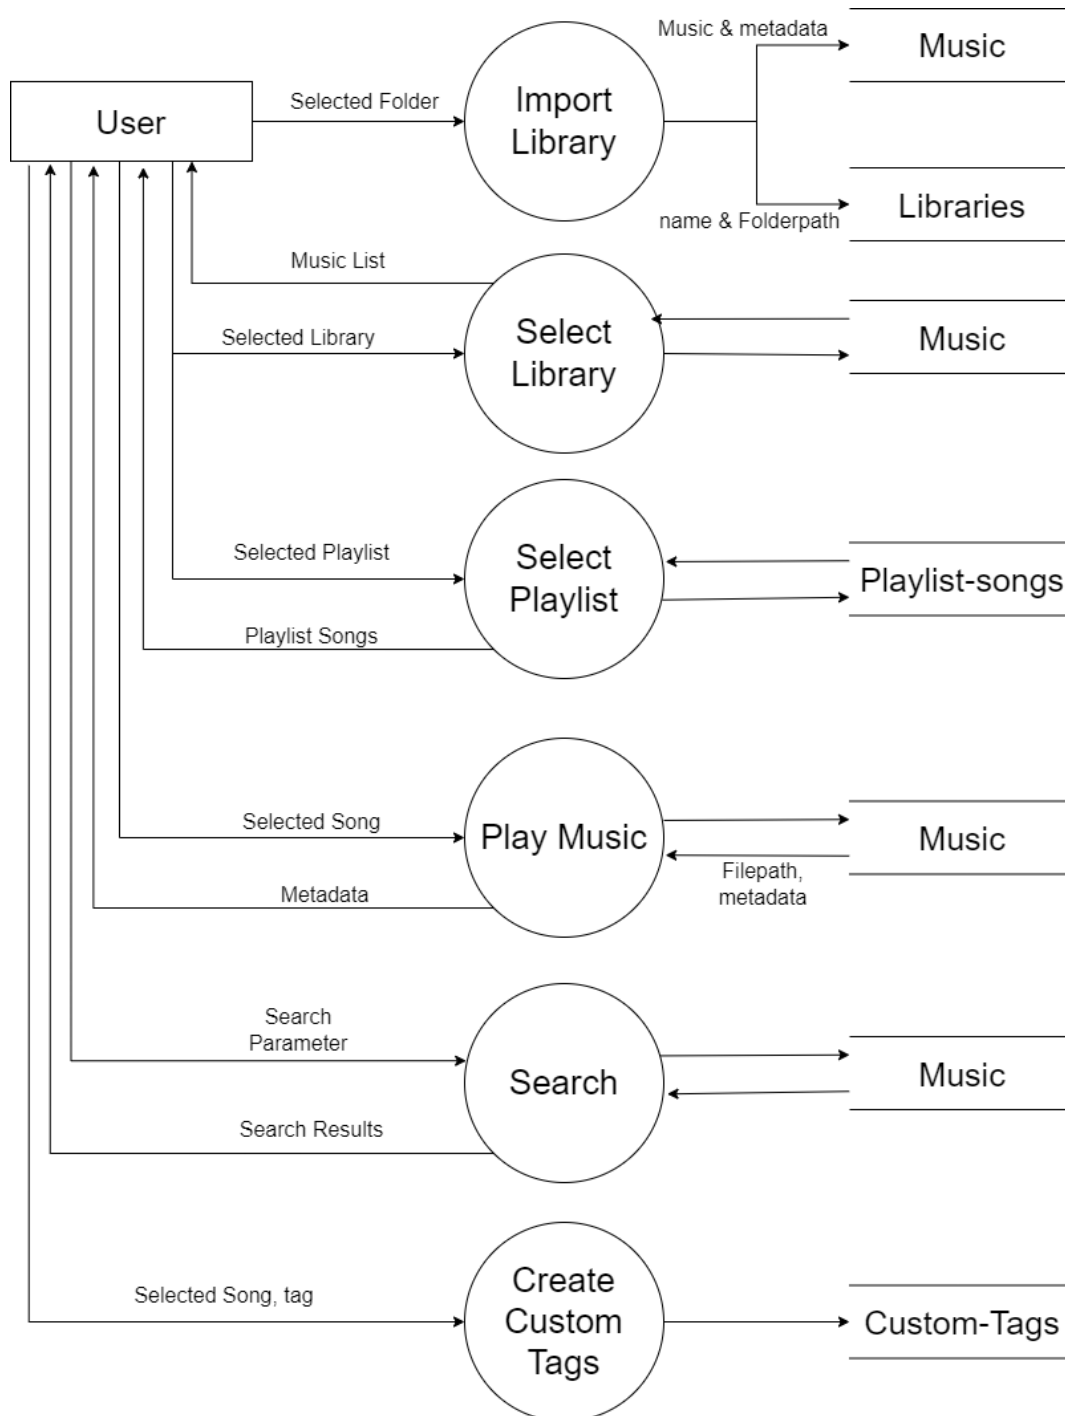 Music & metadata
Music
User
Selected Folder
Import
Library
name & Folderpath
Libraries
Music List
Selected Library
Select
Library
Music
Selected Playlist
Select
Playlist
Playlist-songs
Playlist Songs
Selected Song
Play Music
Music
Metadata
Filepath,
metadata
Search
Parameter
Search
Music
Search Results
Selected Song, tag
Create
Custom
Tags
Custom-Tags